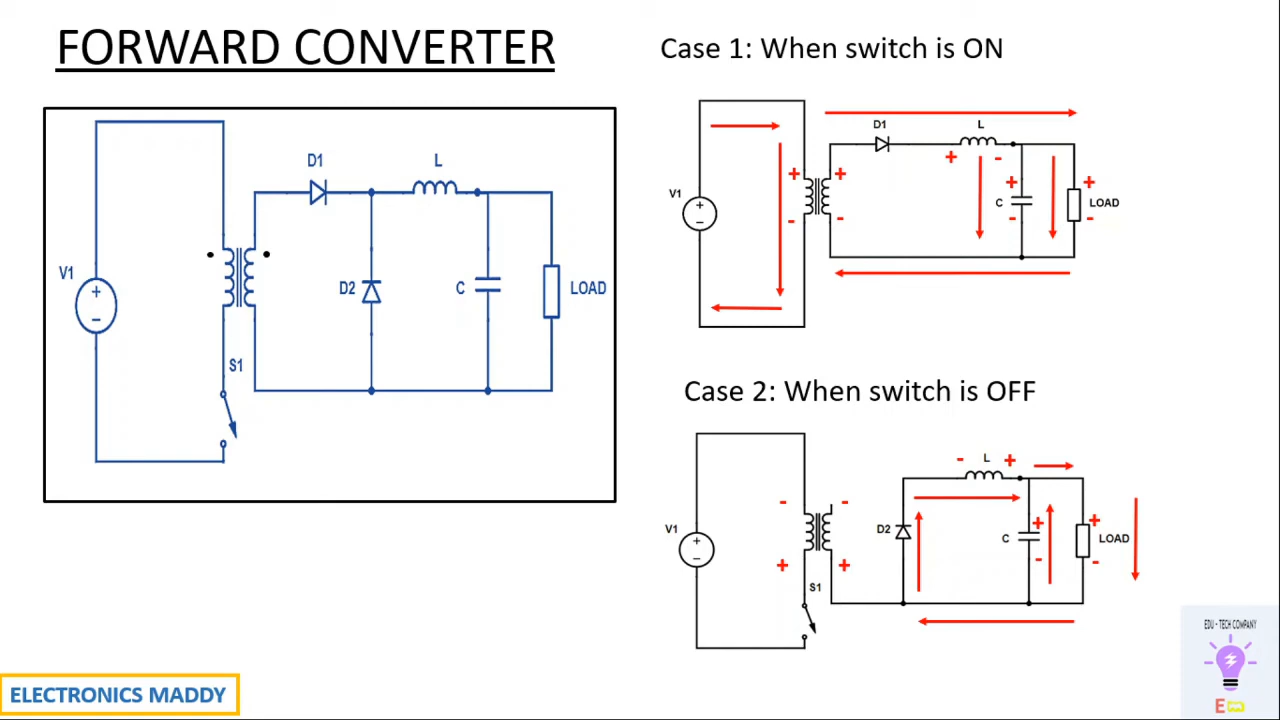 FORWARD CONVERTER
D1
L
V1
+
−
D2
C
LOAD
S1
Case 1: When switch is ON
D1
L
+
-
V1
+
−
+
-
+
-
C
+
-
+
LOAD
-
Case 2: When switch is OFF
-
L
+
V1
+
−
-
-
+
+
D2
C
+
-
+
LOAD
-
S1
ELECTRONICS MADDY
EDU - TECH COMPANY